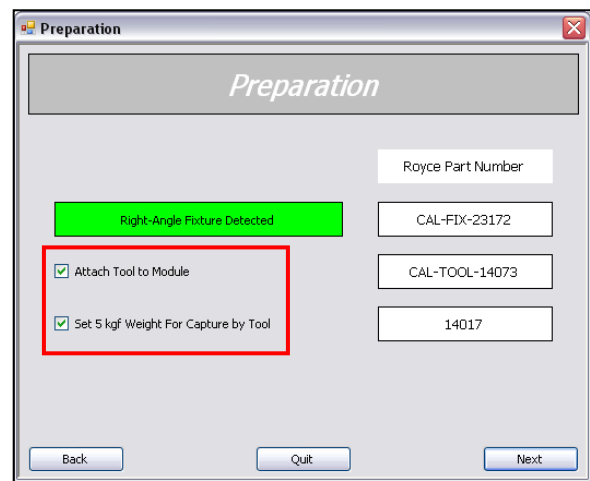 Preparation
Preparation
Royce Part Number
Right-Angle Fixture Detected
CAL-FIX-23172
Attach Tool to Module
CAL-TOOL-14073
Set 5 kgf Weight For Capture by Tool
14017
Back
Quit
Next